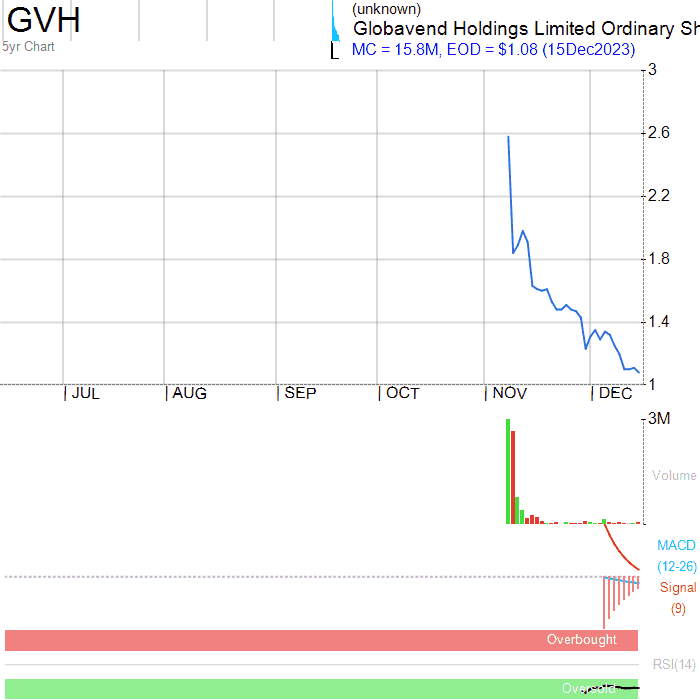 GVH
5yr Chart
(unknown)
Globavend Holdings Limited Ordinary Sh
MC = 15.8M, EOD = $1.08 (15Dec2023)
3
2.6
2.2
1.8
1.4
1
JUL AUG SEP OCT NOV DEC
3M
Volume
MACD
(12-26)
Signal
(9)
Overbought
RSI(14)
Oversold